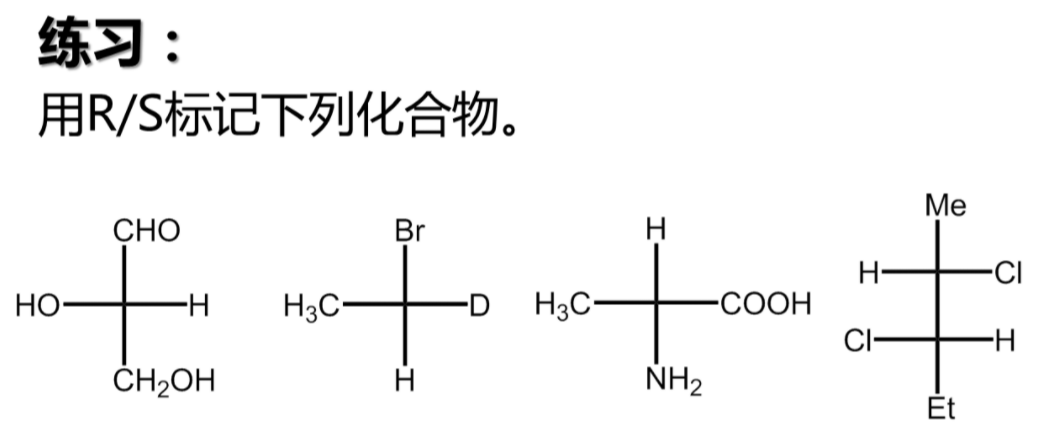 练习：
用R/S标记下列化合物。
CHO
HO H
CH₂OH
Br
H₃C D
H
H
H₃C COOH
NH₂
Me
H Cl
Cl H
Et